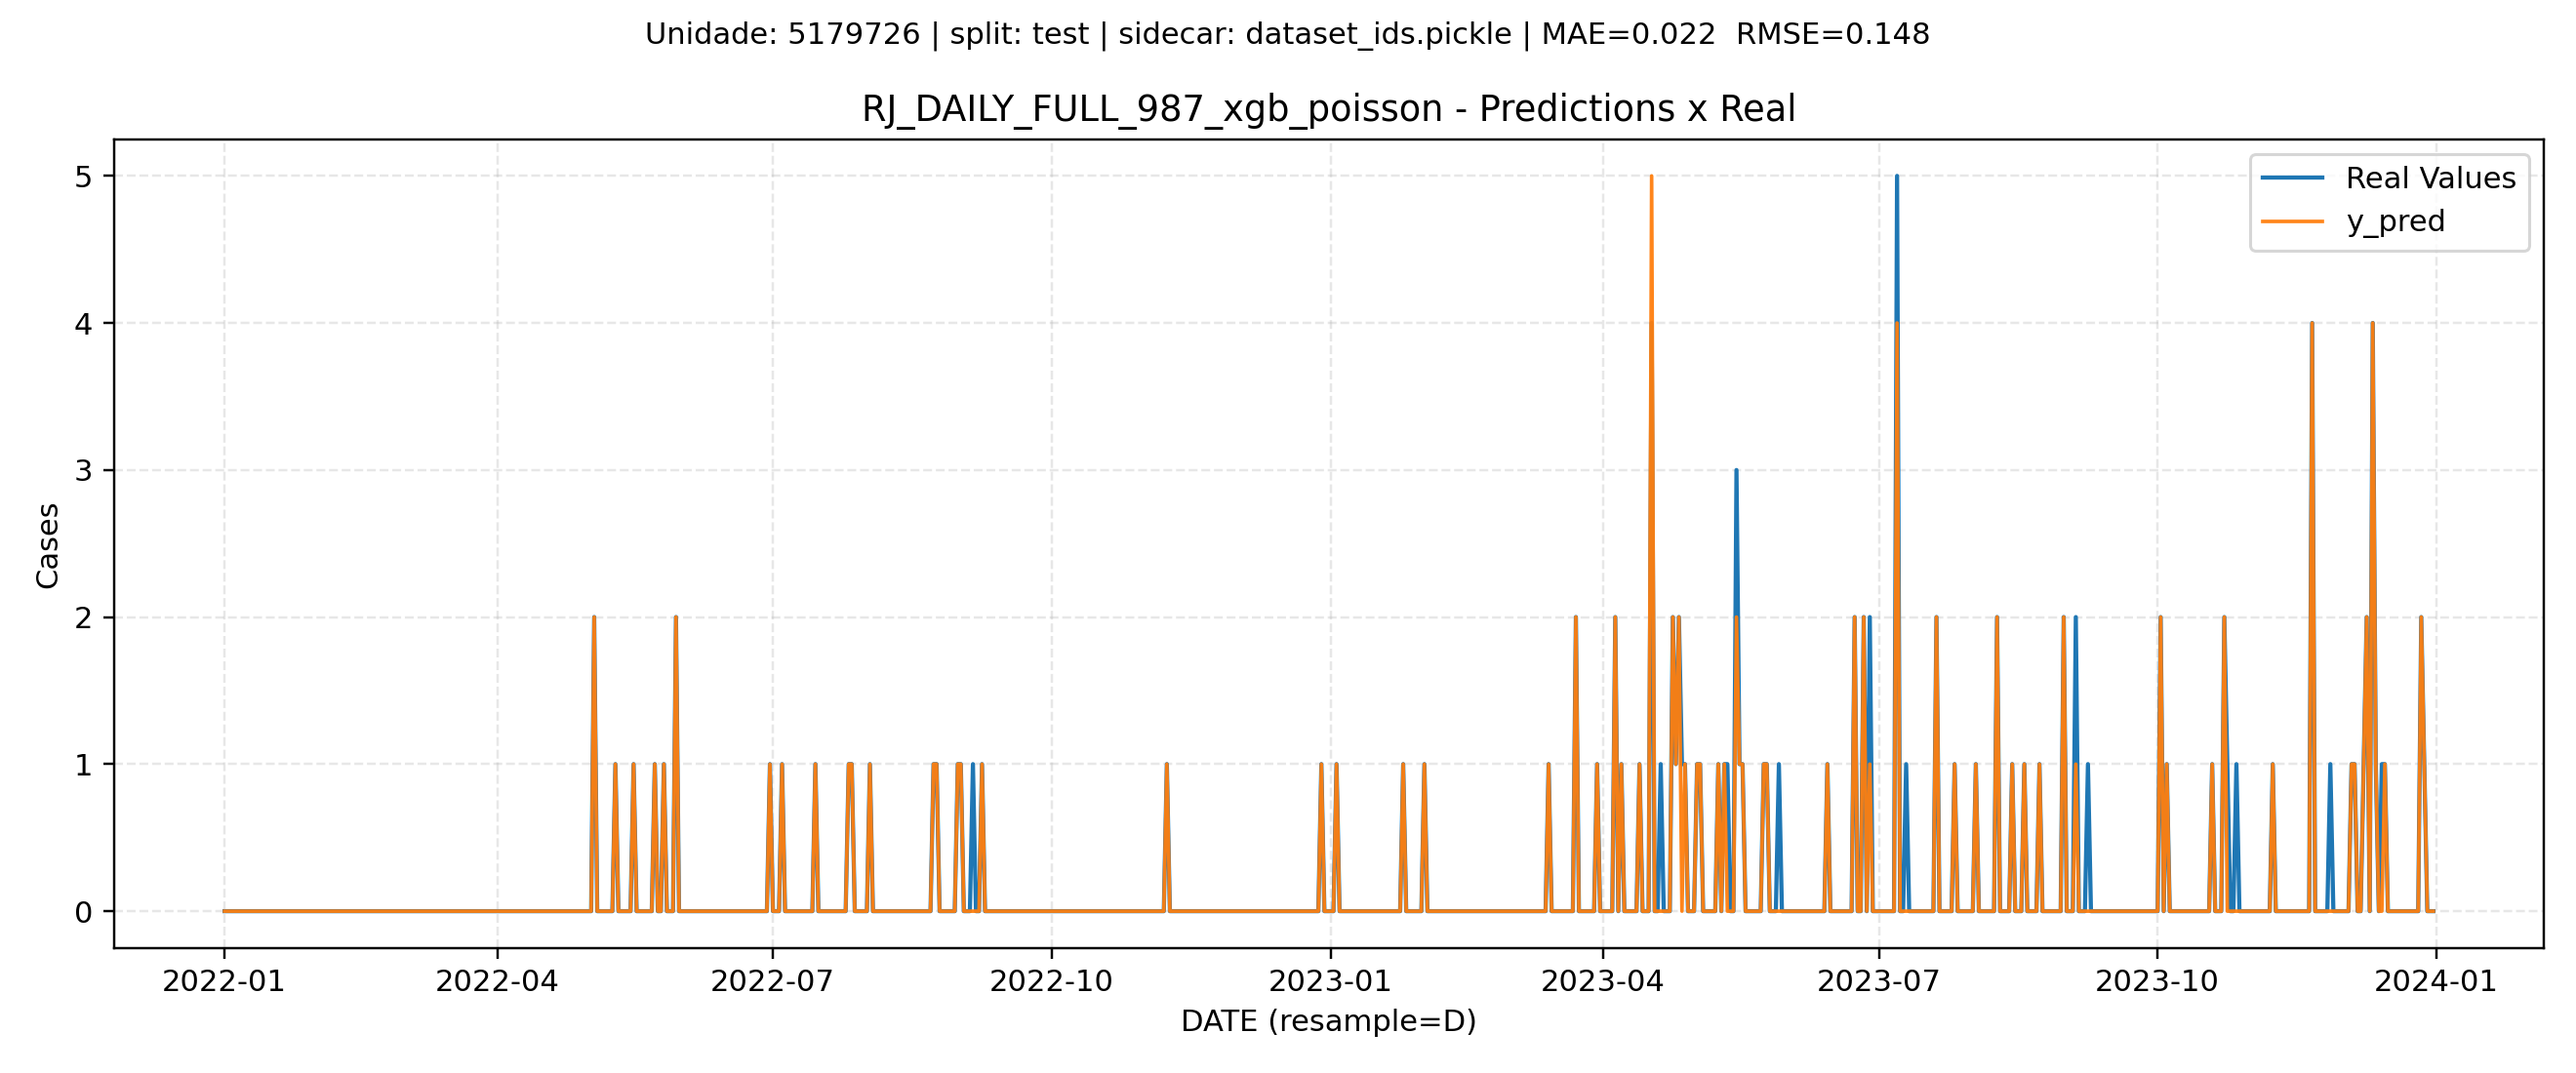 Unidade: 5179726 | split: test | sidecar: dataset_ids.pickle | MAE=0.022  RMSE=0.148
RJ_DAILY_FULL_987_xgb_poisson - Predictions x Real
Real Values
y_pred
5
4
3
2
1
0
Cases
2022-01
2022-04
2022-07
2022-10
2023-01
2023-04
2023-07
2023-10
2024-01
DATE (resample=D)